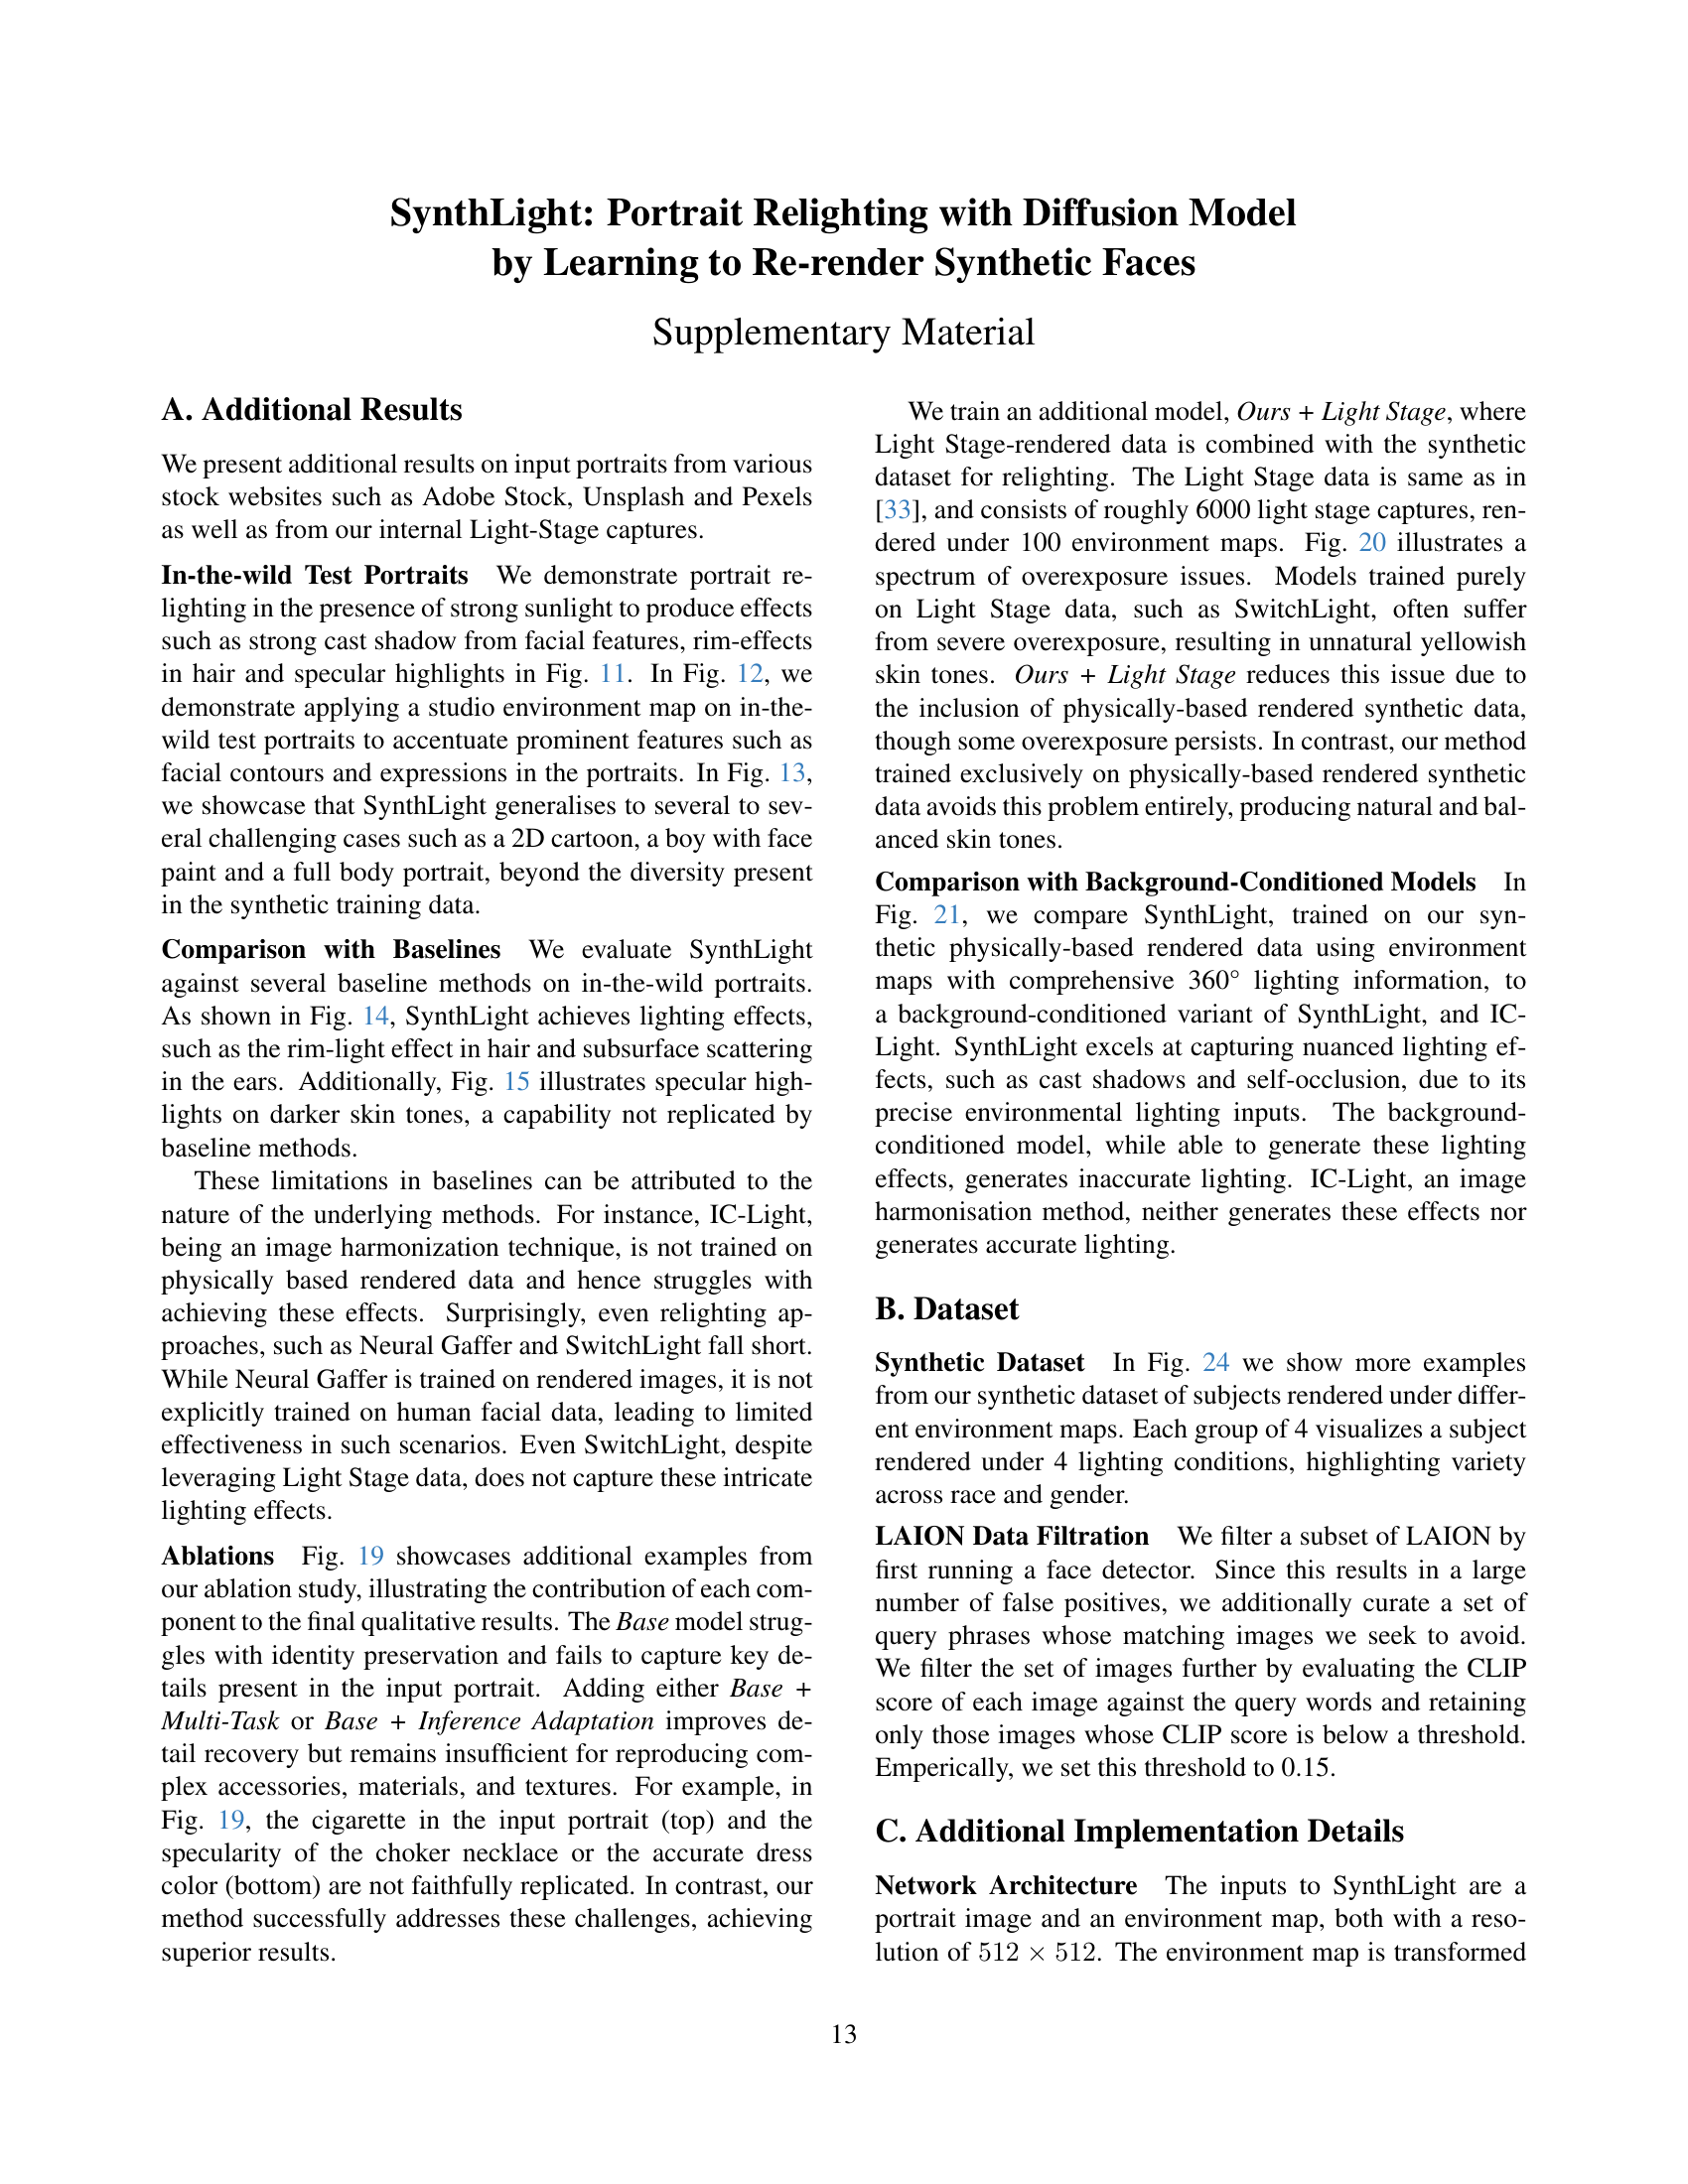 SynthLight: Portrait Relighting with Diffusion Model
by Learning to Re-render Synthetic Faces
Supplementary Material
A. Additional Results
We present additional results on input portraits from various
stock websites such as Adobe Stock, Unsplash and Pexels
as well as from our internal Light-Stage captures.
In-the-wild Test Portraits We demonstrate portrait re-
lighting in the presence of strong sunlight to produce effects
such as strong cast shadow from facial features, rim-effects
in hair and specular highlights in Fig. 11. In Fig. 12, we
demonstrate applying a studio environment map on in-the-
wild test portraits to accentuate prominent features such as
facial contours and expressions in the portraits. In Fig. 13,
we showcase that SynthLight generalises to several to sev-
eral challenging cases such as a 2D cartoon, a boy with face
paint and a full body portrait, beyond the diversity present
in the synthetic training data.
Comparison with Baselines We evaluate SynthLight
against several baseline methods on in-the-wild portraits.
As shown in Fig. 14, SynthLight achieves lighting effects,
such as the rim-light effect in hair and subsurface scattering
in the ears. Additionally, Fig. 15 illustrates specular high-
lights on darker skin tones, a capability not replicated by
baseline methods.
These limitations in baselines can be attributed to the
nature of the underlying methods. For instance, IC-Light,
being an image harmonization technique, is not trained on
physically based rendered data and hence struggles with
achieving these effects. Surprisingly, even relighting ap-
proaches, such as Neural Gaffer and SwitchLight fall short.
While Neural Gaffer is trained on rendered images, it is not
explicitly trained on human facial data, leading to limited
effectiveness in such scenarios. Even SwitchLight, despite
leveraging Light Stage data, does not capture these intricate
lighting effects.
Ablations Fig. 19 showcases additional examples from
our ablation study, illustrating the contribution of each com-
ponent to the final qualitative results. The Base model strug-
gles with identity preservation and fails to capture key de-
tails present in the input portrait. Adding either Base +
Multi-Task or Base + Inference Adaptation improves de-
tail recovery but remains insufficient for reproducing com-
plex accessories, materials, and textures. For example, in
Fig. 19, the cigarette in the input portrait (top) and the
specularity of the choker necklace or the accurate dress
color (bottom) are not faithfully replicated. In contrast, our
method successfully addresses these challenges, achieving
superior results.
We train an additional model, Ours + Light Stage, where
Light Stage-rendered data is combined with the synthetic
dataset for relighting. The Light Stage data is same as in
[33], and consists of roughly 6000 light stage captures, ren-
dered under 100 environment maps. Fig. 20 illustrates a
spectrum of overexposure issues. Models trained purely
on Light Stage data, such as SwitchLight, often suffer
from severe overexposure, resulting in unnatural yellowish
skin tones. Ours + Light Stage reduces this issue due to
the inclusion of physically-based rendered synthetic data,
though some overexposure persists. In contrast, our method
trained exclusively on physically-based rendered synthetic
data avoids this problem entirely, producing natural and bal-
anced skin tones.
Comparison with Background-Conditioned Models In
Fig. 21, we compare SynthLight, trained on our syn-
thetic physically-based rendered data using environment
maps with comprehensive 360° lighting information, to
a background-conditioned variant of SynthLight, and IC-
Light. SynthLight excels at capturing nuanced lighting ef-
fects, such as cast shadows and self-occlusion, due to its
precise environmental lighting inputs. The background-
conditioned model, while able to generate these lighting
effects, generates inaccurate lighting. IC-Light, an image
harmonisation method, neither generates these effects nor
generates accurate lighting.
B. Dataset
Synthetic Dataset In Fig. 24 we show more examples
from our synthetic dataset of subjects rendered under differ-
ent environment maps. Each group of 4 visualizes a subject
rendered under 4 lighting conditions, highlighting variety
across race and gender.
LAION Data Filtration We filter a subset of LAION by
first running a face detector. Since this results in a large
number of false positives, we additionally curate a set of
query phrases whose matching images we seek to avoid.
We filter the set of images further by evaluating the CLIP
score of each image against the query words and retaining
only those images whose CLIP score is below a threshold.
Emperically, we set this threshold to 0.15.
C. Additional Implementation Details
Network Architecture The inputs to SynthLight are a
portrait image and an environment map, both with a reso-
lution of 512 × 512. The environment map is transformed
13